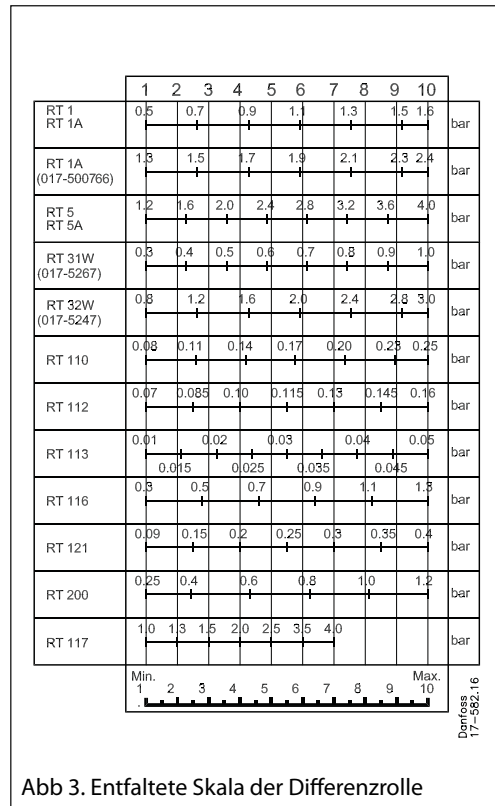 1 2 3 4 5 6 7 8 9 10
RT 1
RT 1A
0.5 0.7 0.9 1.1 1.3 1.5 1.6
bar
RT 1A
(017-500766)
1.3 1.5 1.7 1.9 2.1 2.3 2.4
bar
RT 5
RT 5A
1.2 1.6 2.0 2.4 2.8 3.2 3.6 4.0
bar
RT 31W
(017-5267)
0.3 0.4 0.5 0.6 0.7 0.8 0.9 1.0
bar
RT 32W
(017-5247)
0.8 1.2 1.6 2.0 2.4 2.8 3.0
bar
RT 110
0.08 0.11 0.14 0.17 0.20 0.23 0.25
bar
RT 112
0.07 0.085 0.10 0.115 0.13 0.145 0.16
bar
RT 113
0.01 0.02 0.03 0.04 0.05
0.015 0.025 0.035 0.045
bar
RT 116
0.3 0.5 0.7 0.9 1.1 1.3
bar
RT 121
0.09 0.15 0.2 0.25 0.3 0.35 0.4
bar
RT 200
0.25 0.4 0.6 0.8 1.0 1.2
bar
RT 117
1.0 1.3 1.5 2.0 2.5 3.5 4.0
bar
Min. Max.
1 2 3 4 5 6 7 8 9 10
Danfoss
17-582.16
Abb 3. Entfaltete Skala der Differenzrolle